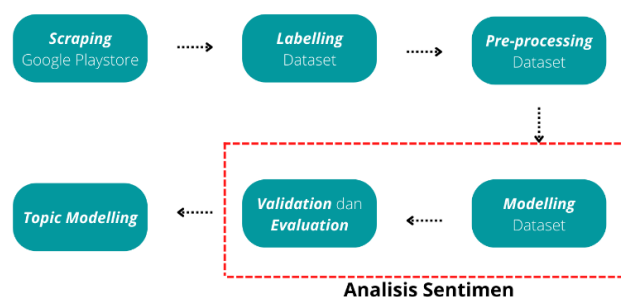 Scraping
Google Playstore
Labelling
Dataset
Pre-processing
Dataset
Topic Modelling
Validation dan
Evaluation
Modelling
Dataset
Analisis Sentimen